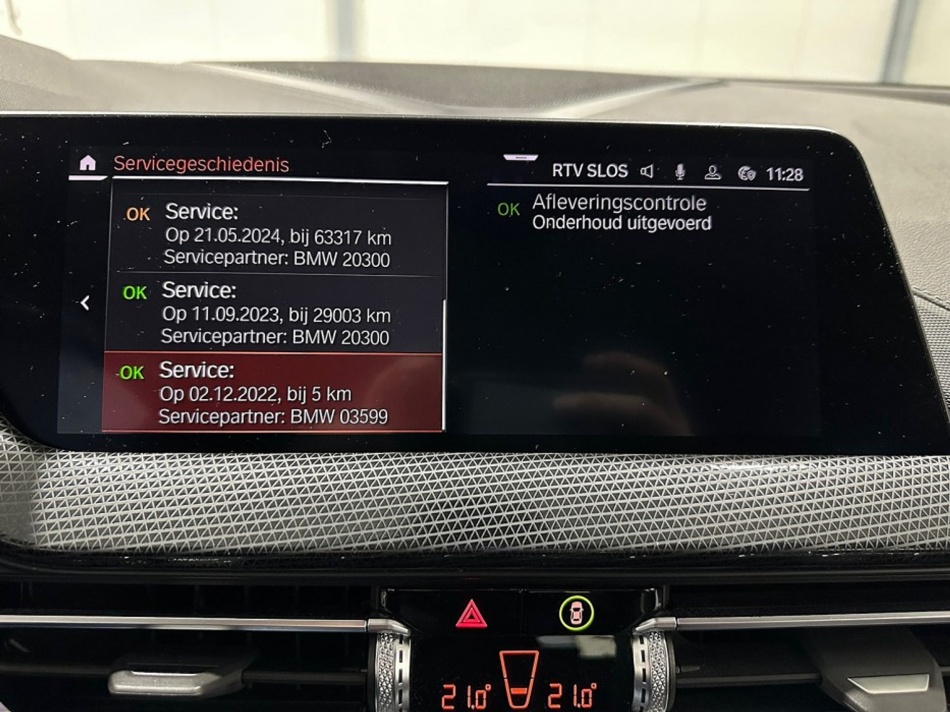 Servicegeschiedenis
RTV SLOS 11:28
OK Service:
Op 21.05.2024, bij 63317 km
Servicepartner: BMW 20300
OK Service:
Op 11.09.2023, bij 29003 km
Servicepartner: BMW 20300
OK Service:
Op 02.12.2022, bij 5 km
Servicepartner: BMW 03599
OK Afleveringscontrole
Onderhoud uitgevoerd
21.0° 21.0°